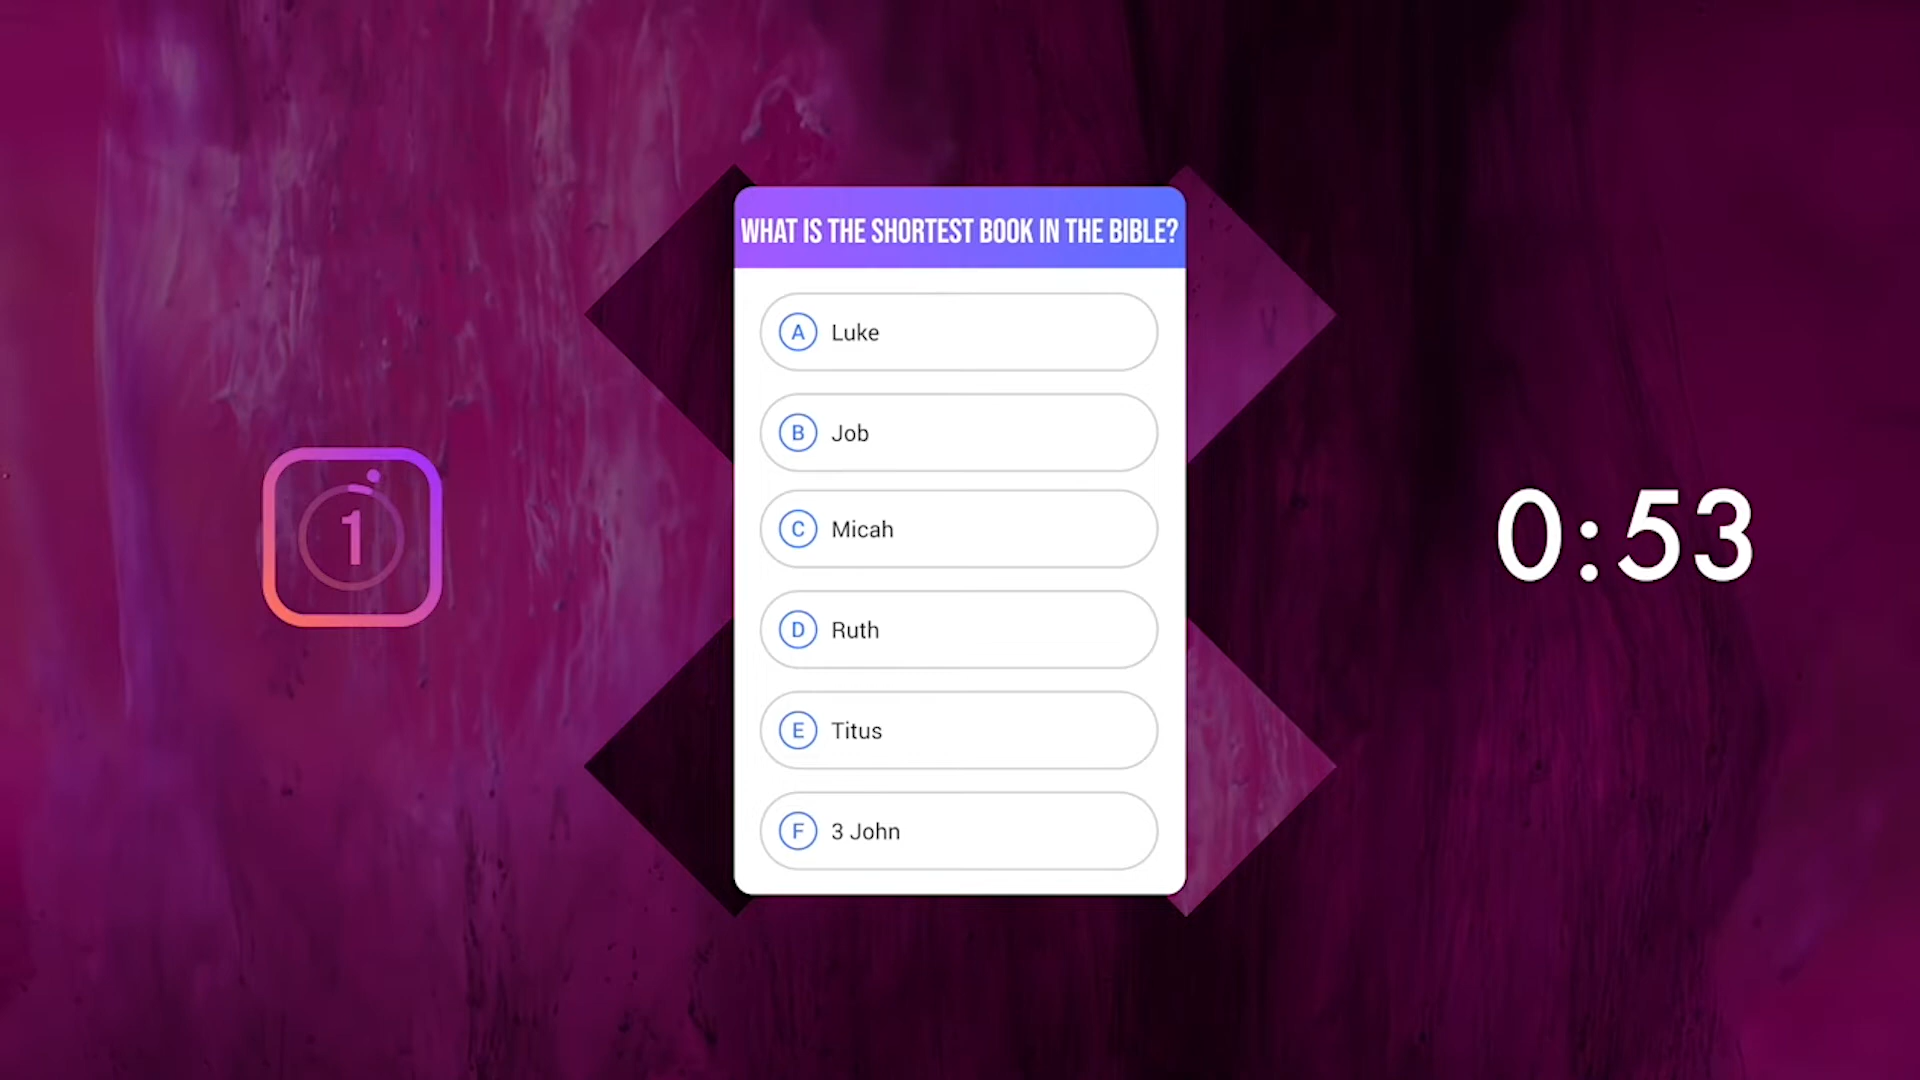 WHAT IS THE SHORTEST BOOK IN THE BIBLE?
A Luke
B Job
C Micah
D Ruth
E Titus
F 3 John
1
0:53